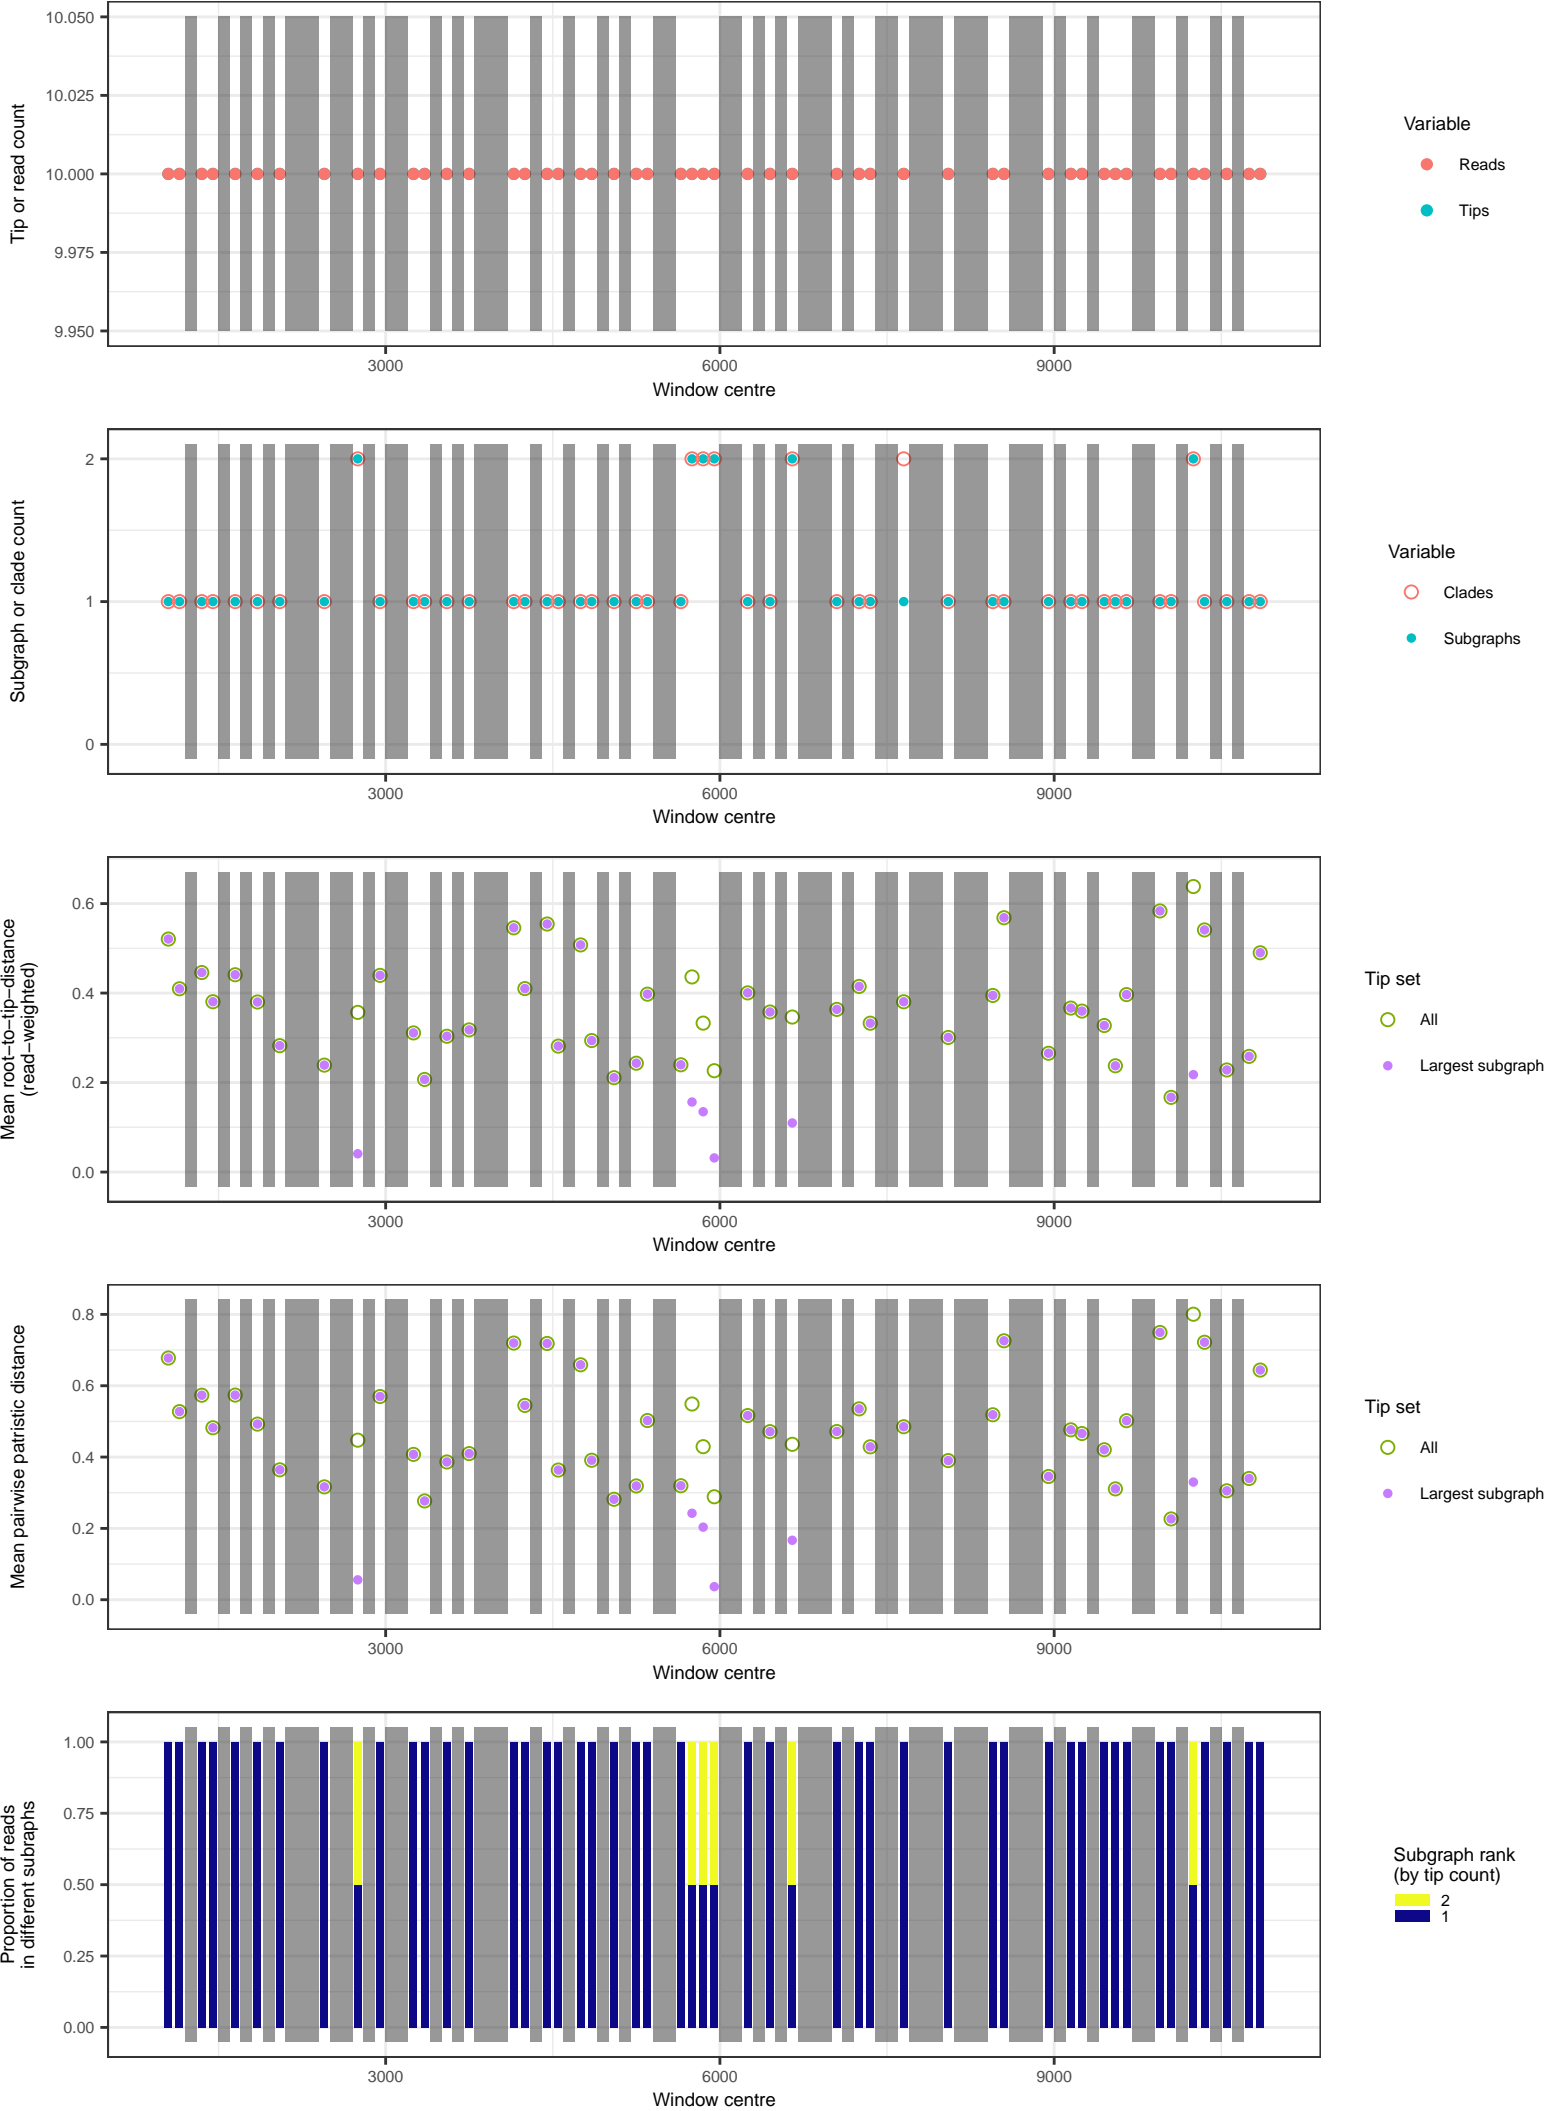 10.050
10.025
10.000
9.975
9.950
Tip or read count
3000 6000 9000
Window centre
Variable
Reads
Tips
2
1
0
Subgraph or clade count
3000 6000 9000
Window centre
Variable
Clades
Subgraphs
0.6
0.4
0.2
0.0
Mean root−to−tip−distance
(read−weighted)
3000 6000 9000
Window centre
Tip set
All
Largest subgraph
0.8
0.6
0.4
0.2
0.0
Mean pairwise patristic distance
3000 6000 9000
Window centre
Tip set
All
Largest subgraph
1.00
0.75
0.50
0.25
0.00
Proportion of reads
in different subraphs
3000 6000 9000
Window centre
Subgraph rank
(by tip count)
2
1